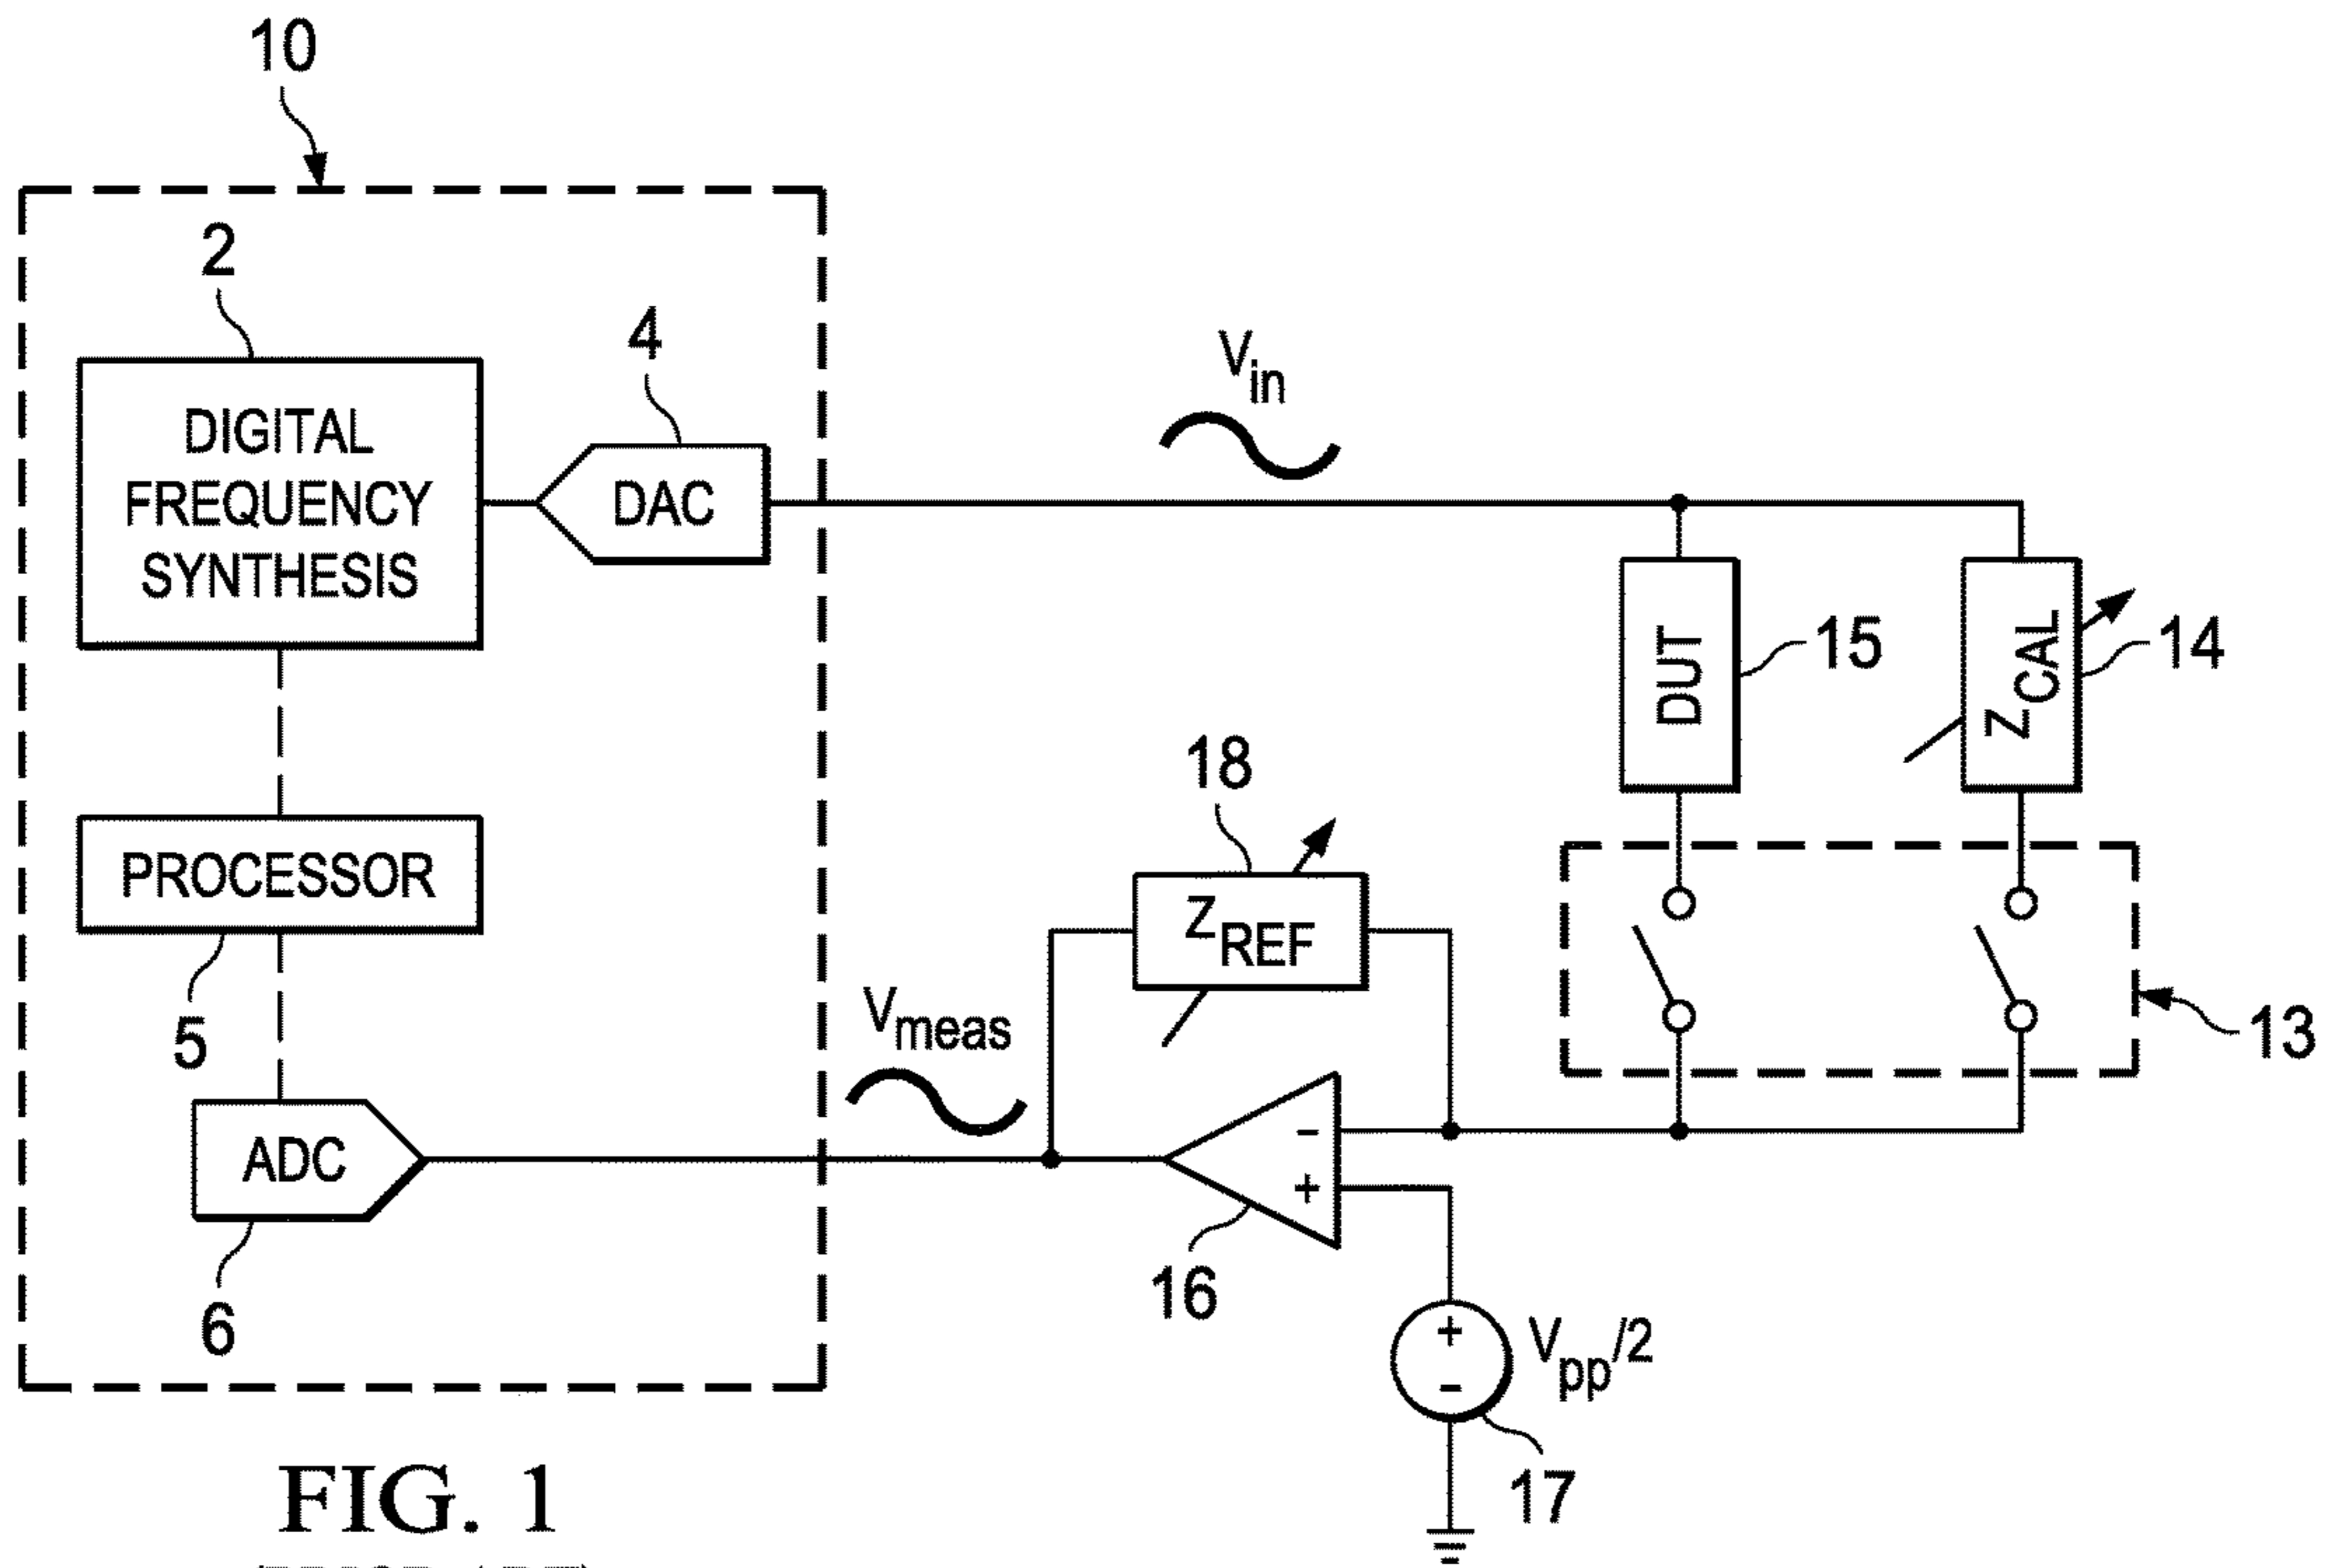 10
2
DIGITAL
FREQUENCY
SYNTHESIS
4
DAC
Vin
DUT
15
ZCAL
14
18
ZREF
PROCESSOR
5
Vmeas
13
ADC
6
-
+
16
+
-
Vpp/2
17
FIG. 1